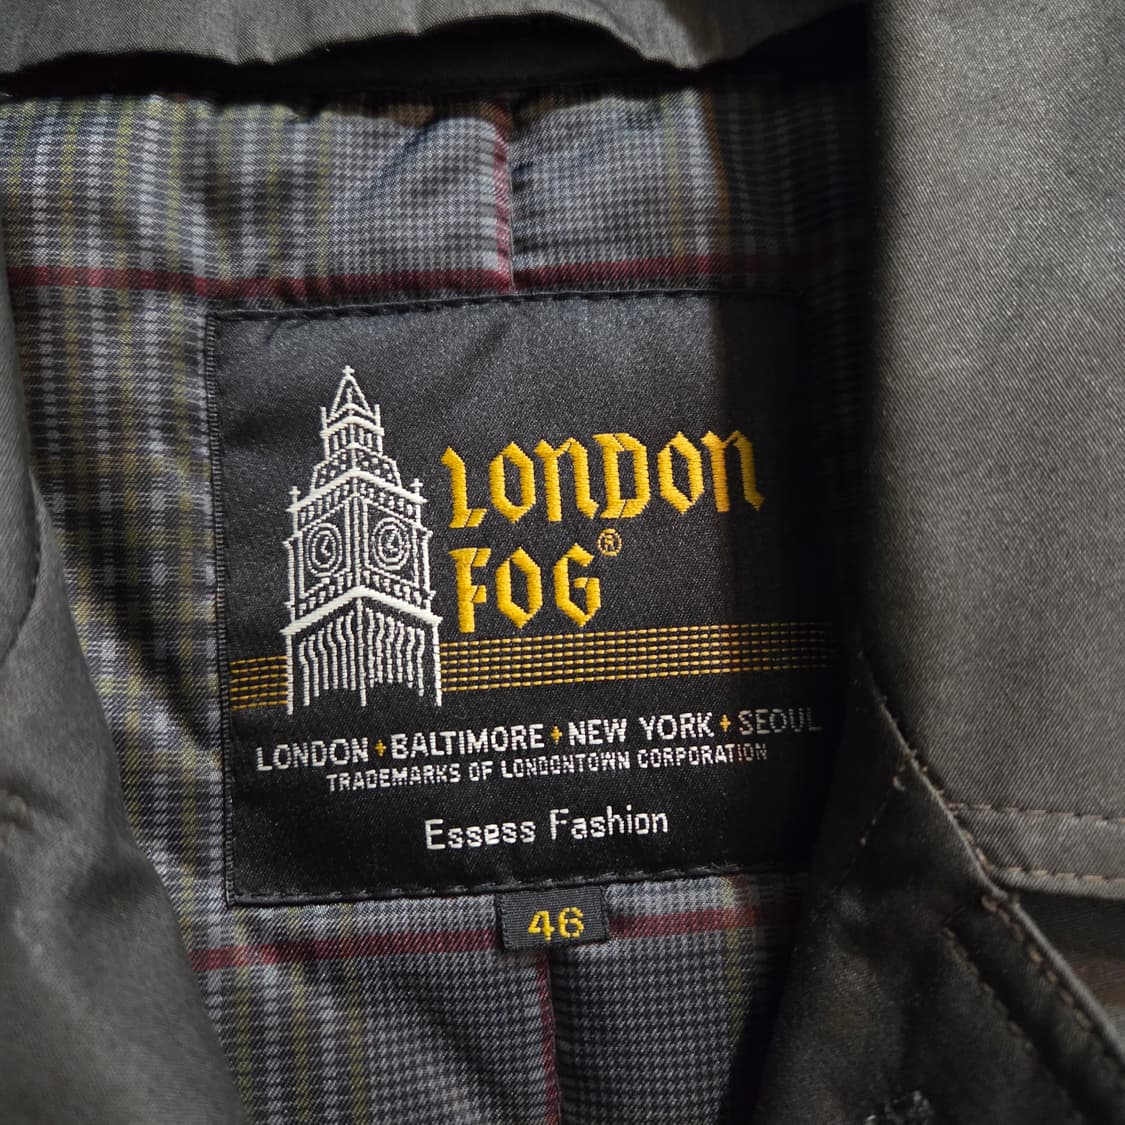 LONDON
FOG®
LONDON + BALTIMORE + NEW YORK + SEOUL
TRADEMARKS OF LONDONTOWN CORPORATION
Essess Fashion
46